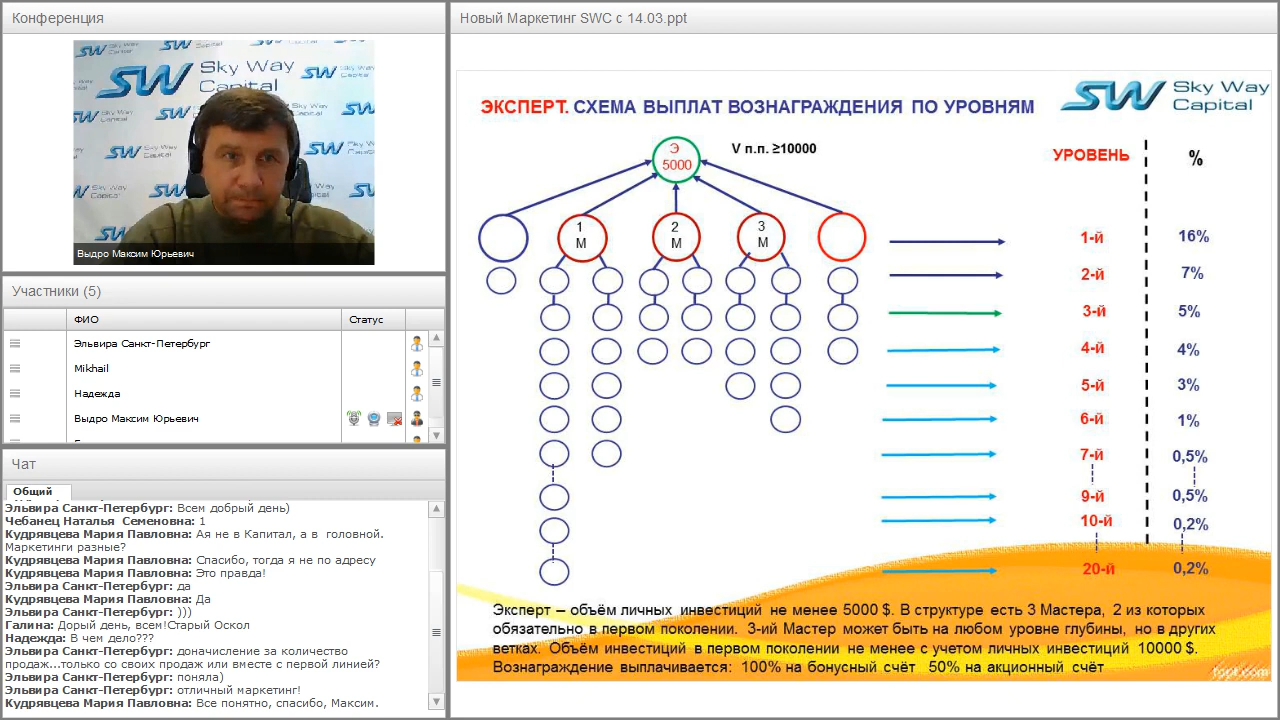 Конференция
SW Sky Way Capital
Выдро Максим Юрьевич
Участники (5)
ФИО
Статус
Эльвира Санкт-Петербург
Mikhail
Надежда
Выдро Максим Юрьевич
Чат
Общий
Эльвира Санкт-Петербург: Всем добрый день)
Чебанец Наталья Семеновна: 1
Кудрявцева Мария Павловна: Ая не в Капитал, а в головной.
Маркетинги разные?
Кудрявцева Мария Павловна: Спасибо, тогда я не по адресу
Кудрявцева Мария Павловна: Это правда!
Эльвира Санкт-Петербург: да
Кудрявцева Мария Павловна: Да
Эльвира Санкт-Петербург: )))
Галина: Дорый день, всем!Старый Оскол
Надежда: В чем дело???
Эльвира Санкт-Петербург: доначисление за количество
продаж...только со своих продаж или вместе с первой линией?
Эльвира Санкт-Петербург: поняла)
Эльвира Санкт-Петербург: отличный маркетинг!
Кудрявцева Мария Павловна: Все понятно, спасибо, Максим.
Новый Маркетинг SWC с 14.03.ppt
ЭКСПЕРТ. СХЕМА ВЫПЛАТ ВОЗНАГРАЖДЕНИЯ ПО УРОВНЯМ
SW Sky Way
Capital
Э
5000
V п.п. ≥10000
УРОВЕНЬ %
1
М
2
М
3
М
1-й 16%
2-й 7%
3-й 5%
4-й 4%
5-й 3%
6-й 1%
7-й 0,5%
9-й 0,5%
10-й 0,2%
20-й 0,2%
Эксперт – объём личных инвестиций не менее 5000 $. В структуре есть 3 Мастера, 2 из которых
обязательно в первом поколении. 3-ий Мастер может быть на любом уровне глубины, но в других
ветках. Объём инвестиций в первом поколении не менее с учетом личных инвестиций 10000 $.
Вознаграждение выплачивается: 100% на бонусный счёт 50% на акционный счёт